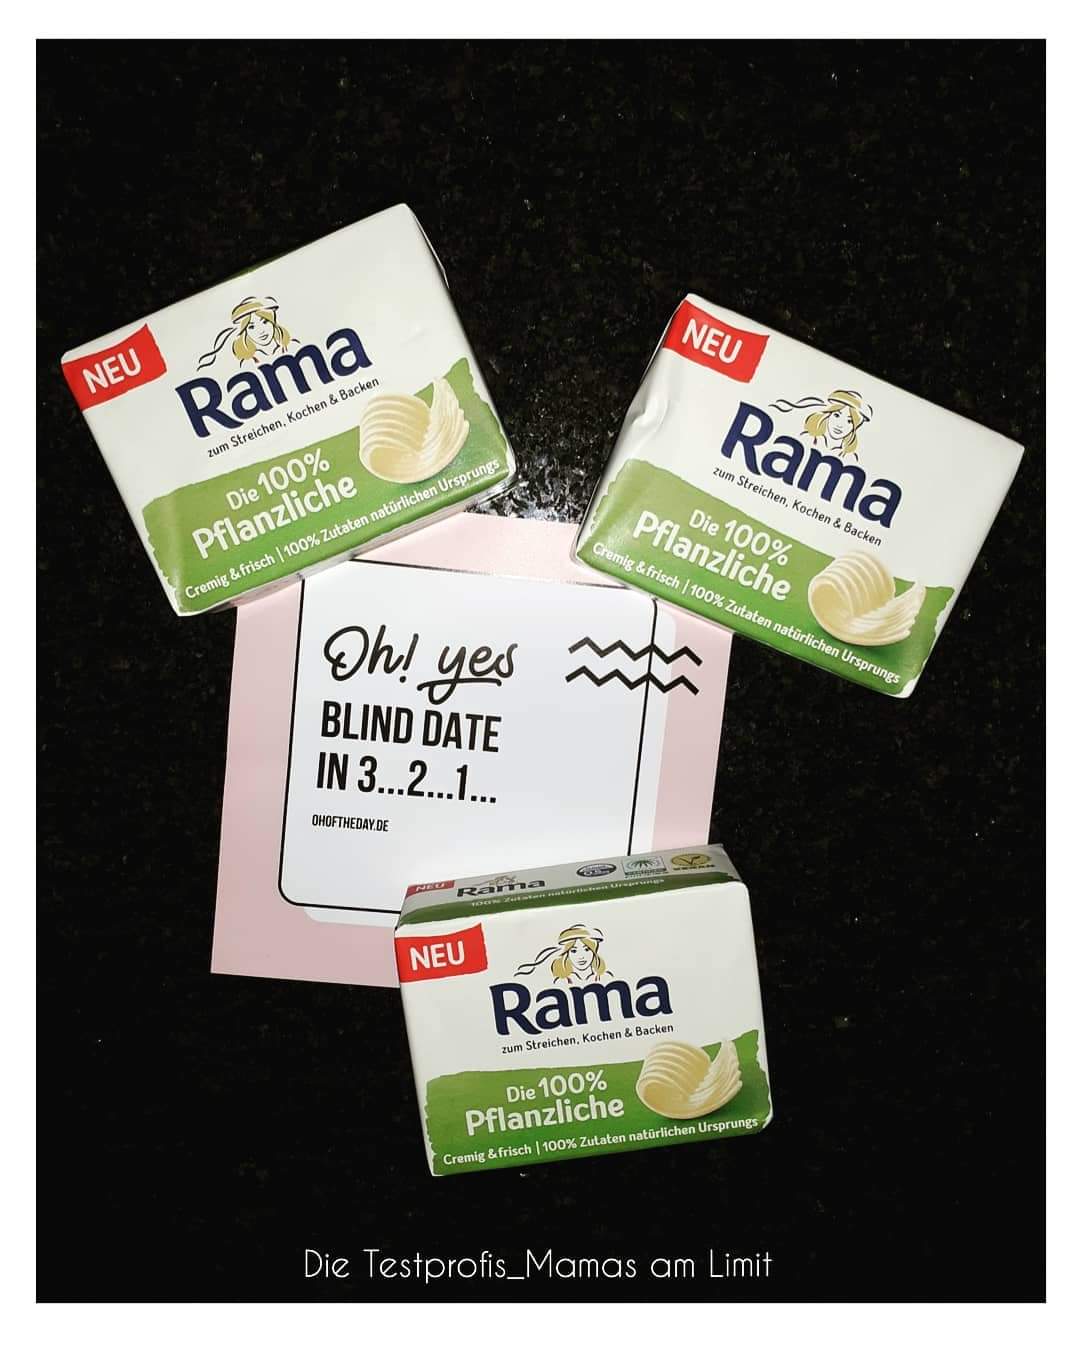 NEU
Rama
zum Streichen, Kochen & Backen
Die 100%
Pflanzliche
Cremig & frisch | 100% Zutaten natürlichen Ursprungs
NEU
Rama
zum Streichen, Kochen & Backen
Die 100%
Pflanzliche
Cremig & frisch | 100% Zutaten natürlichen Ursprungs
Oh! yes
BLIND DATE
IN 3...2...1...
OHOFTHEDAY.DE
NEU
Rama
VEGAN
100% Zutaten natürlichen Ursprungs
NEU
Rama
zum Streichen, Kochen & Backen
Die 100%
Pflanzliche
Cremig & frisch | 100% Zutaten natürlichen Ursprungs
Die Testprofis_Mamas am Limit